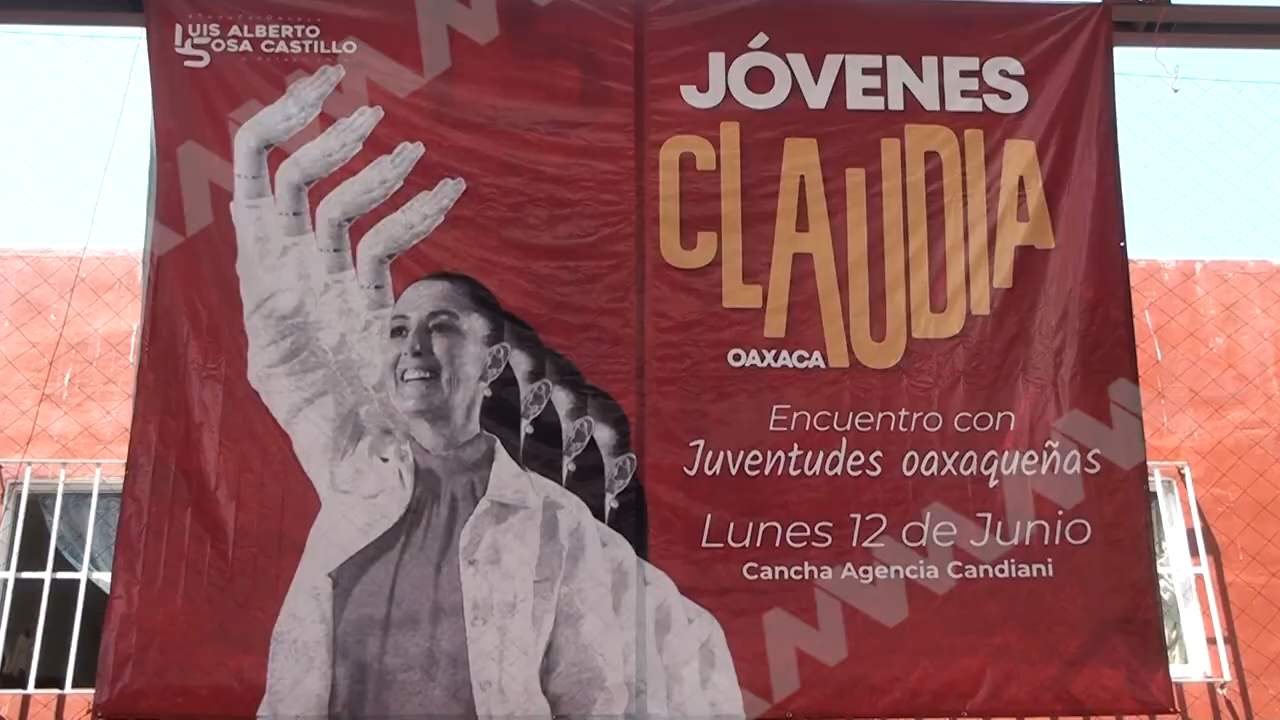 LUIS ALBERTO
SOSA CASTILLO
JÓVENES
CLAUDIA
OAXACA
Encuentro con
Juventudes oaxaqueñas
Lunes 12 de Junio
Cancha Agencia Candiani